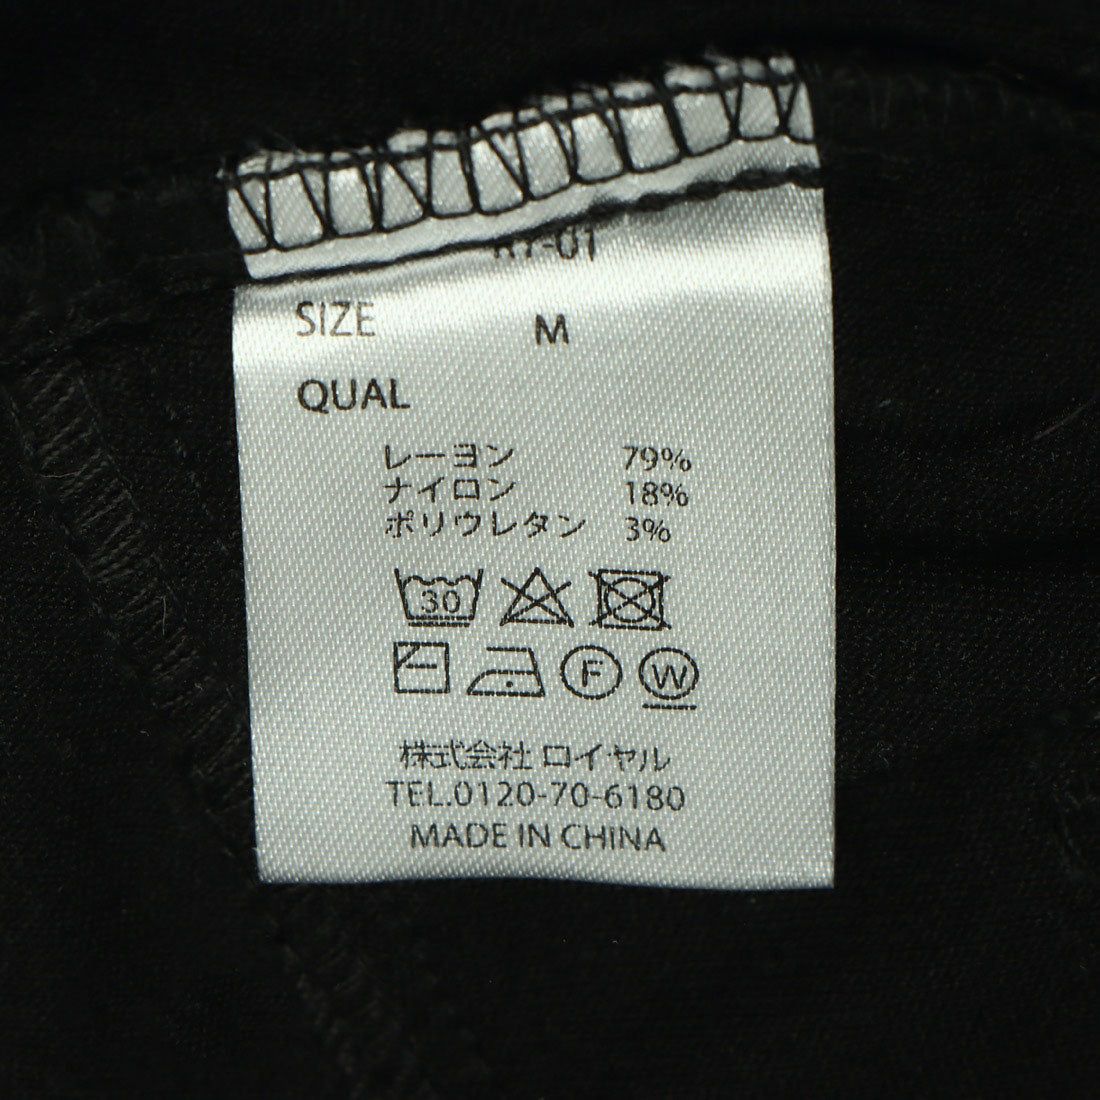 SIZE M
QUAL
レーヨン 79%
ナイロン 18%
ポリウレタン 3%
30
F W
株式会社 ロイヤル
TEL.0120-70-6180
MADE IN CHINA